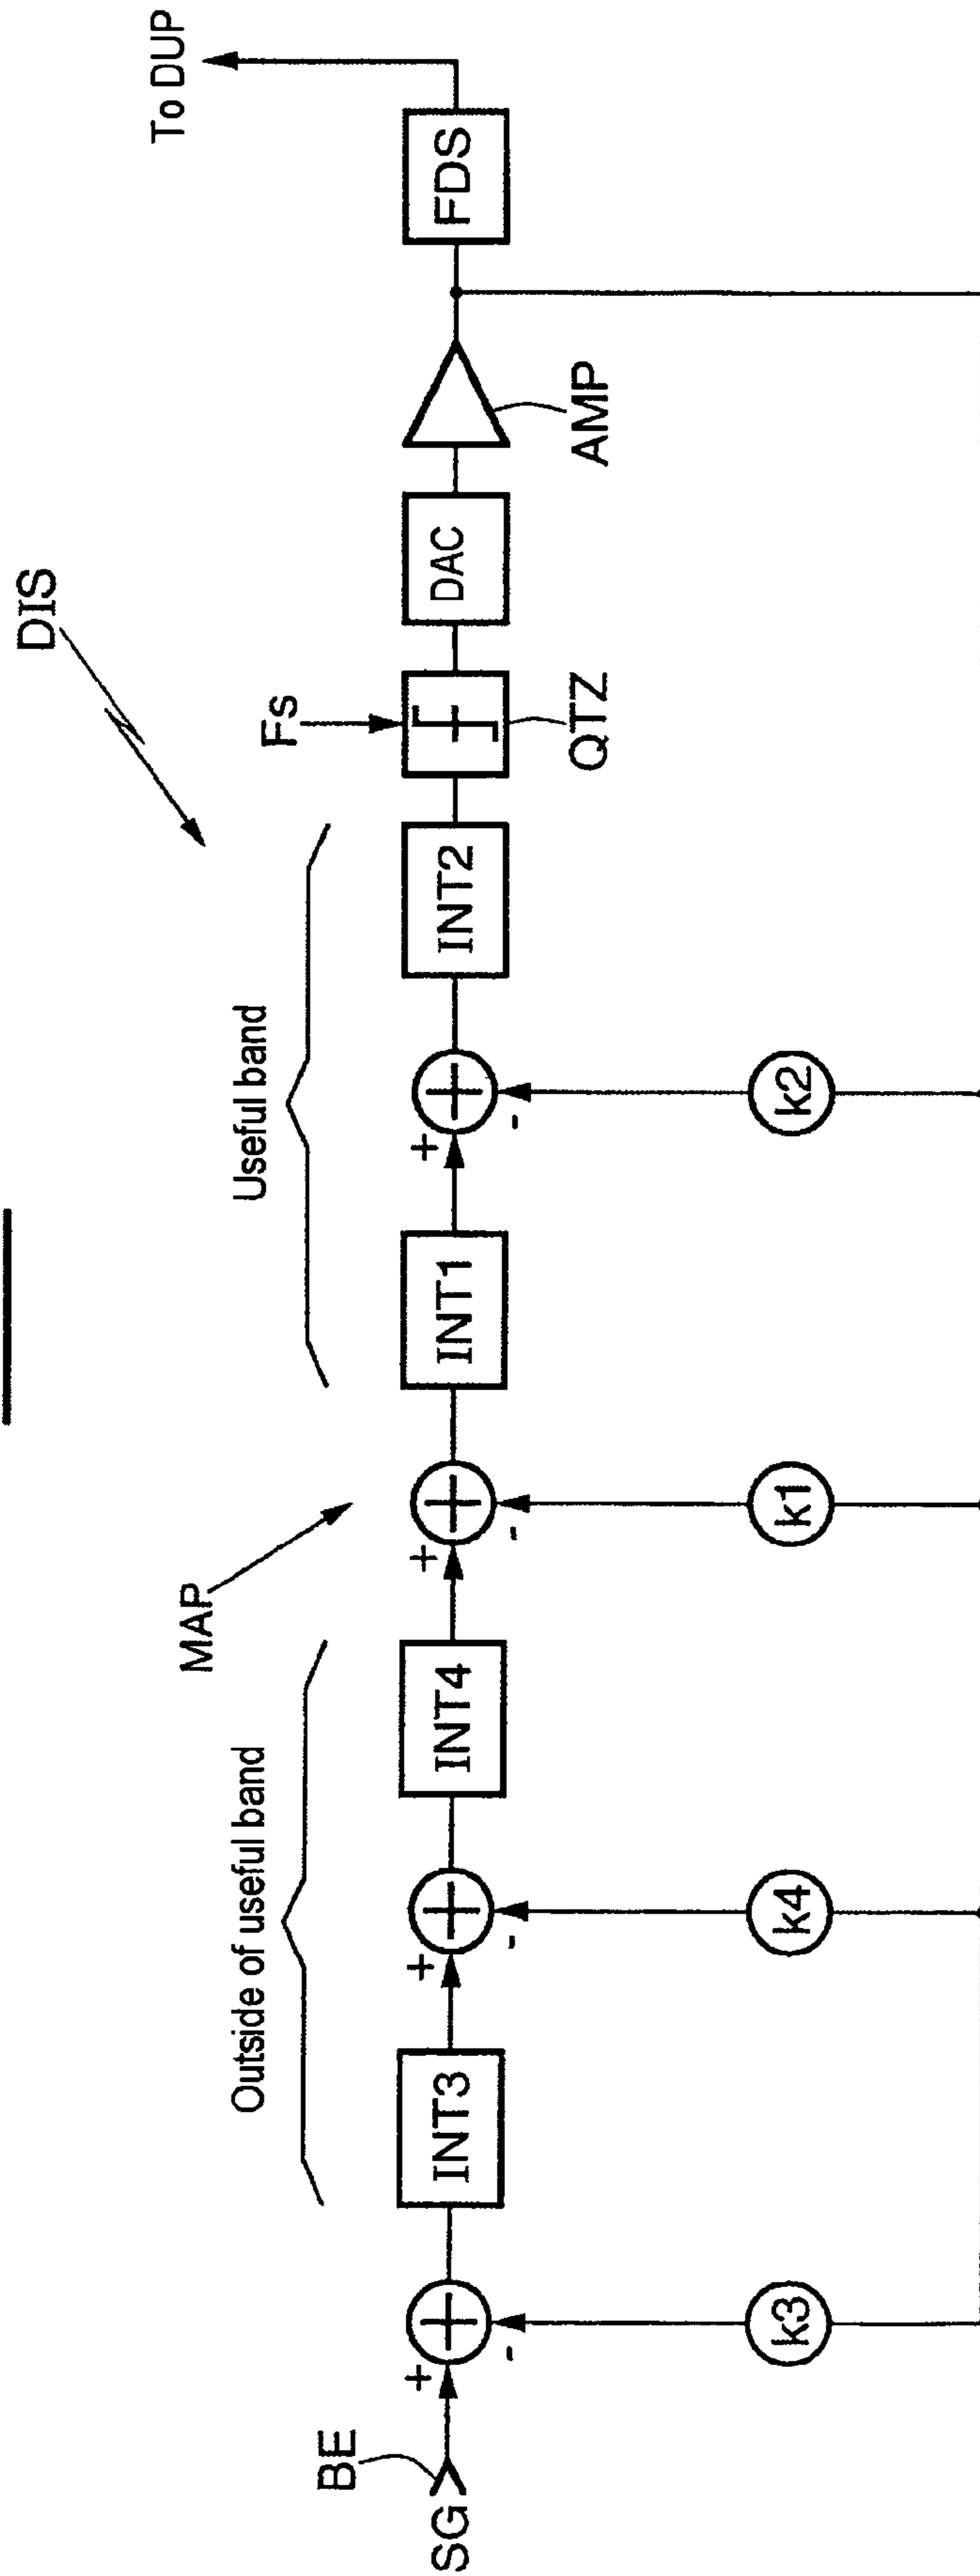 DIS
To DUP
MAP
Outside of useful band
Useful band
Fs
BE
SG
+
INT3
+
INT4
+
INT1
+
INT2
QTZ
DAC
AMP
FDS
-
-
-
-
k3
k4
k1
k2